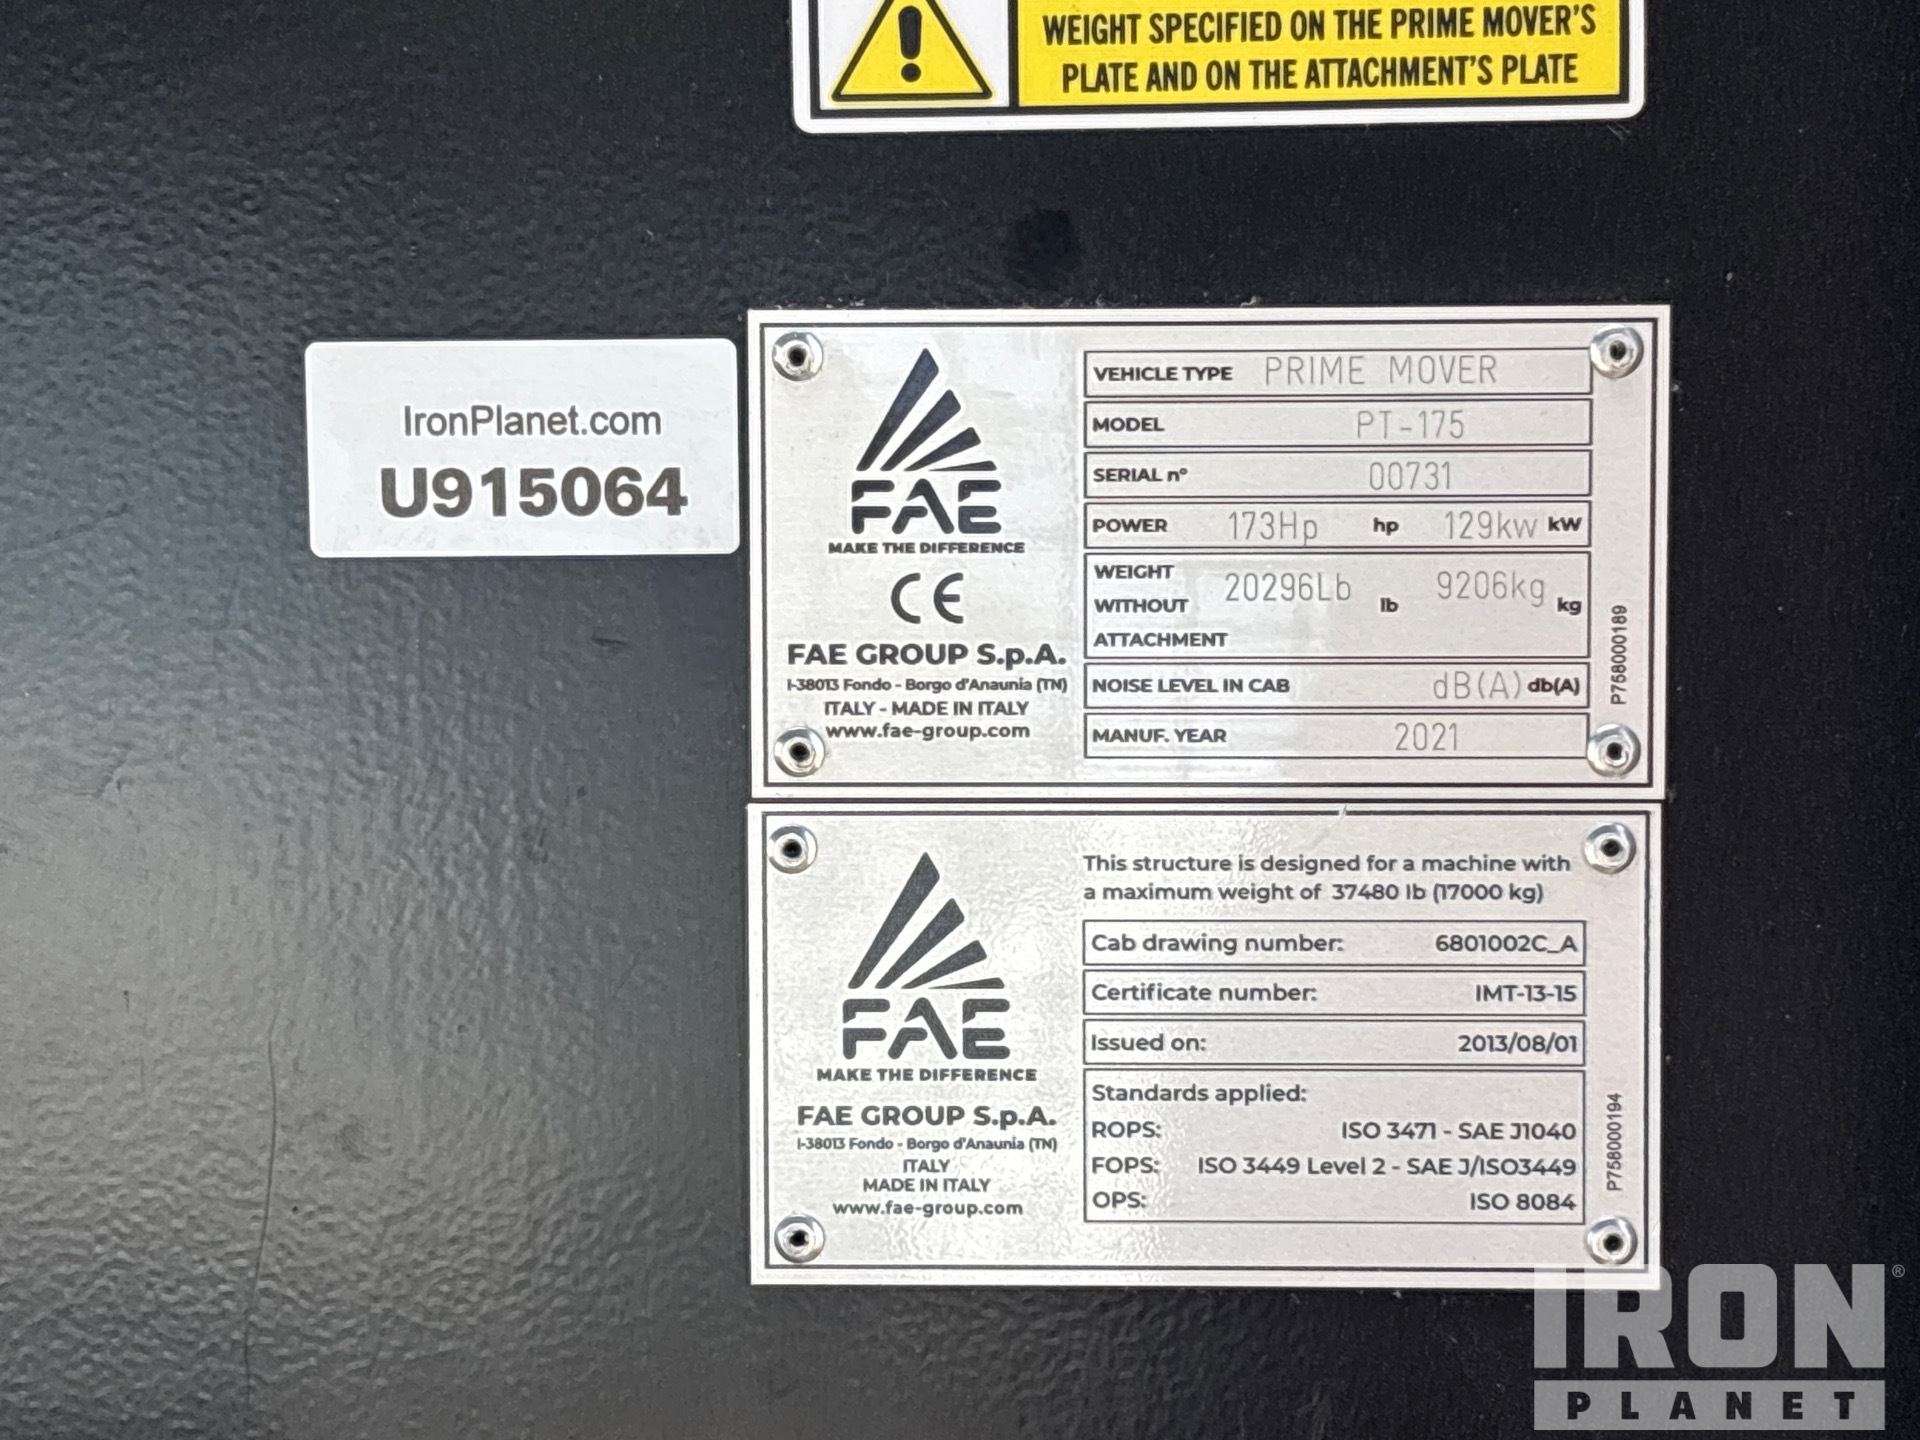 WEIGHT SPECIFIED ON THE PRIME MOVER'S
PLATE AND ON THE ATTACHMENT'S PLATE
IronPlanet.com
U915064
FAE
MAKE THE DIFFERENCE
CE
FAE GROUP S.p.A.
I-38013 Fondo - Borgo d'Anaunia (TN)
ITALY - MADE IN ITALY
www.fae-group.com
VEHICLE TYPE PRIME MOVER
MODEL PT-175
SERIAL n° 00731
POWER 173Hp hp 129kw kW
WEIGHT
WITHOUT 20296Lb lb 9206kg kg
ATTACHMENT
NOISE LEVEL IN CAB dB(A) db(A)
MANUF. YEAR 2021
P758000189
FAE
MAKE THE DIFFERENCE
FAE GROUP S.p.A.
I-38013 Fondo - Borgo d'Anaunia (TN)
ITALY
MADE IN ITALY
www.fae-group.com
This structure is designed for a machine with
a maximum weight of 37480 lb (17000 kg)
Cab drawing number: 6801002C_A
Certificate number: IMT-13-15
Issued on: 2013/08/01
Standards applied:
ROPS: ISO 3471 - SAE J1040
FOPS: ISO 3449 Level 2 - SAE J/ISO3449
OPS: ISO 8084
P758000194
IRON ®
PLANET